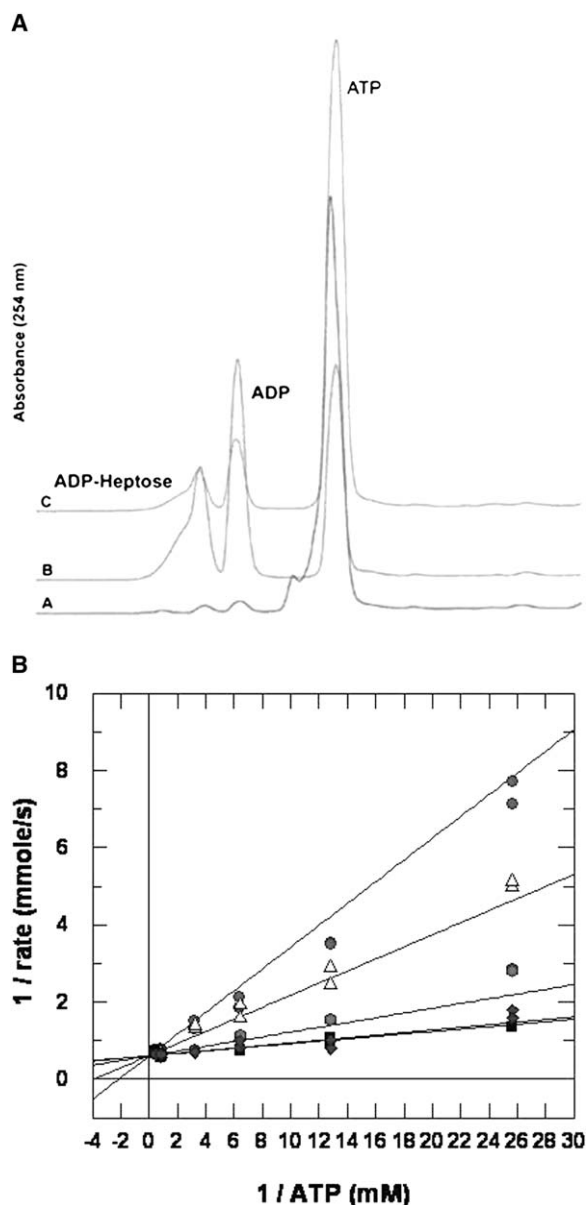 A
ATP
Absorbance (254 nm)
ADP
ADP-Heptose
C
B
A
B
10
8
6
4
2
0
1 / rate (mmole/s)
-4 -2 0 2 4 6 8 10 12 14 16 18 20 22 24 26 28 30
1 / ATP (mM)